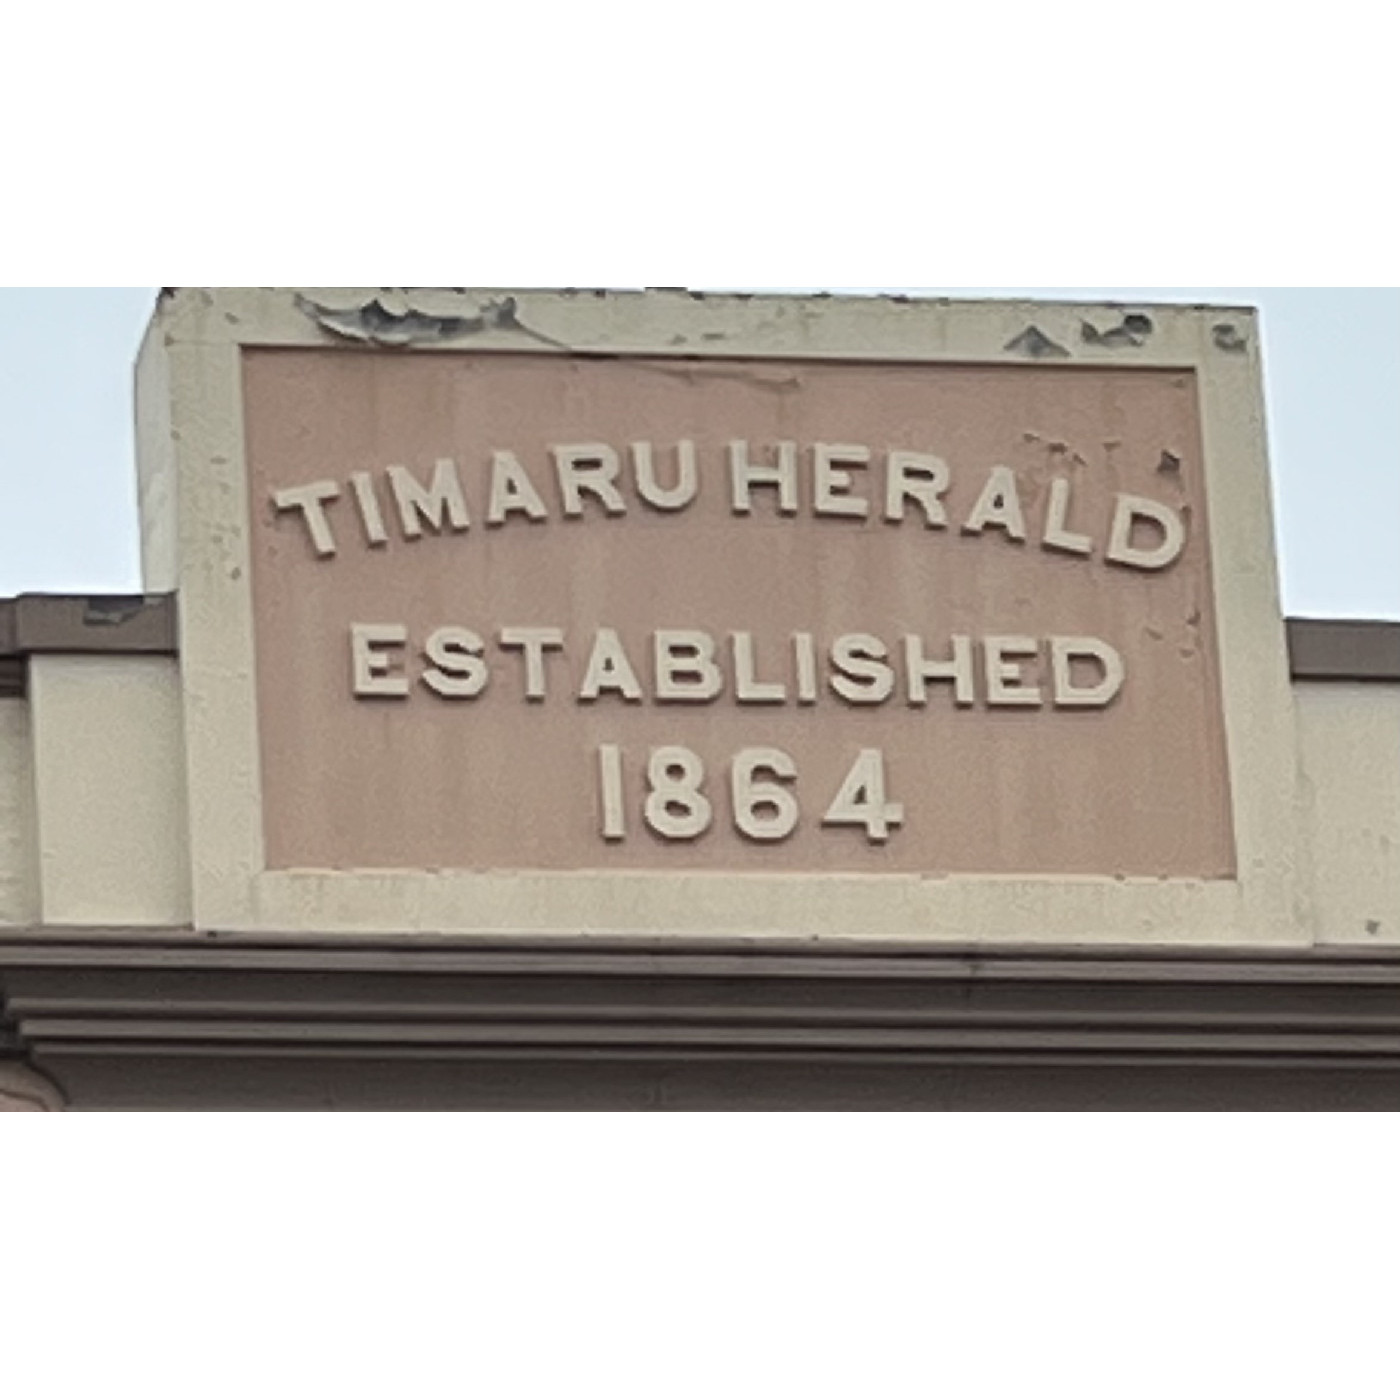 TIMARU HERALD
ESTABLISHED
1864